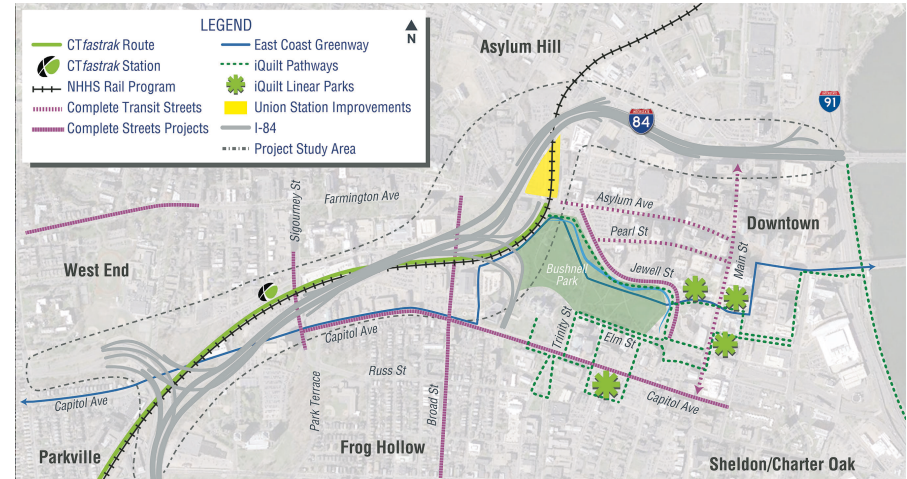 LEGEND
N
CTfastrak Route
CTfastrak Station
NHHS Rail Program
Complete Transit Streets
Complete Streets Projects
East Coast Greenway
iQuilt Pathways
iQuilt Linear Parks
Union Station Improvements
I-84
Project Study Area
Asylum Hill
84
91
Farmington Ave
Sigourney St
Asylum Ave
Pearl St
Downtown
Main St
Jewell St
Bushnell
Park
West End
Trinity St
Elm St
Capitol Ave
Capitol Ave
Capitol Ave
Russ St
Park Terrace
Broad St
Frog Hollow
Parkville
Sheldon/Charter Oak